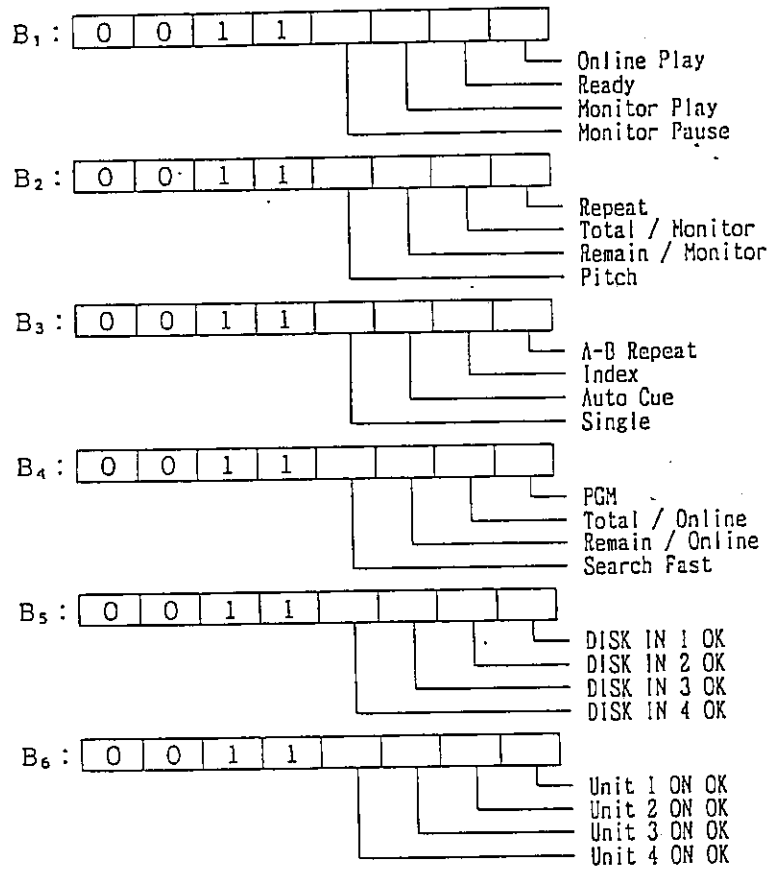 B₁ : 0 0 1 1
Online Play
Ready
Monitor Play
Monitor Pause
B₂ : 0 0 1 1
Repeat
Total / Monitor
Remain / Monitor
Pitch
B₃ : 0 0 1 1
A-B Repeat
Index
Auto Cue
Single
B₄ : 0 0 1 1
PGM
Total / Online
Remain / Online
Search Fast
B₅ : 0 0 1 1
DISK IN 1 OK
DISK IN 2 OK
DISK IN 3 OK
DISK IN 4 OK
B₆ : 0 0 1 1
Unit 1 ON OK
Unit 2 ON OK
Unit 3 ON OK
Unit 4 ON OK